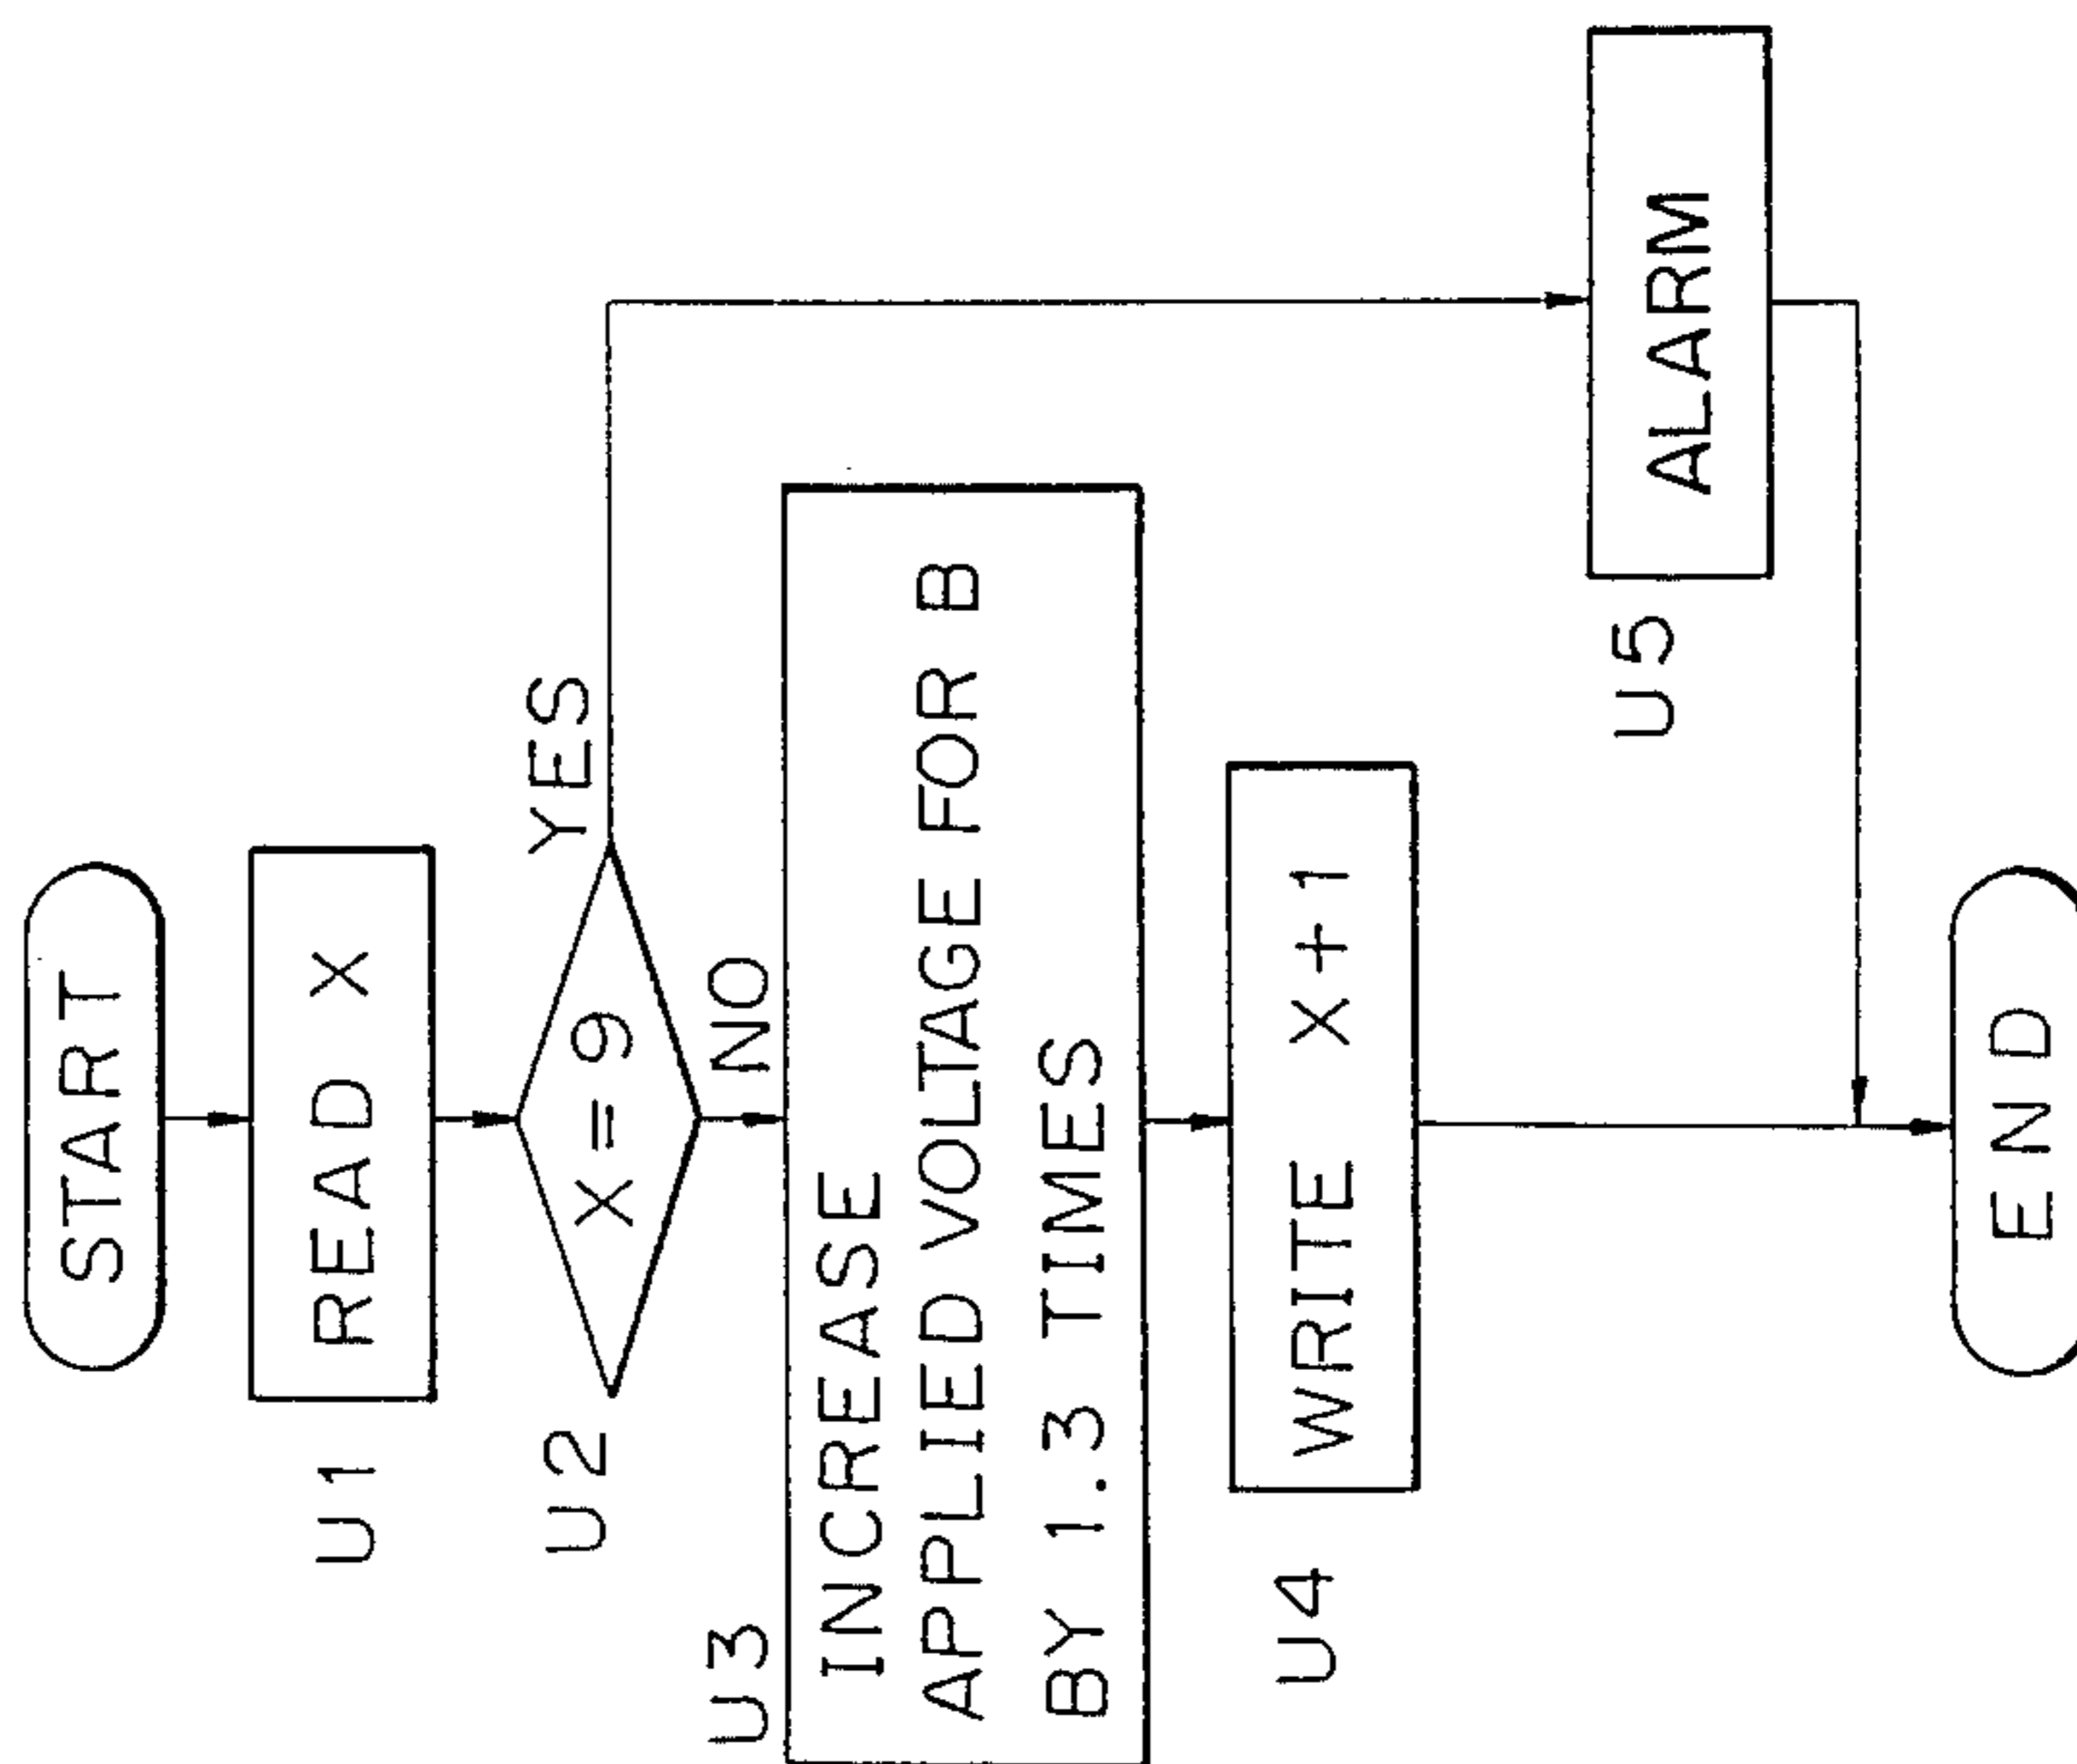 START
U1
READ X
U2
X=9
YES
NO
U3
INCREASE
APPLIED VOLTAGE FOR B
BY 1.3 TIMES
U4
WRITE X+1
U5
ALARM
END